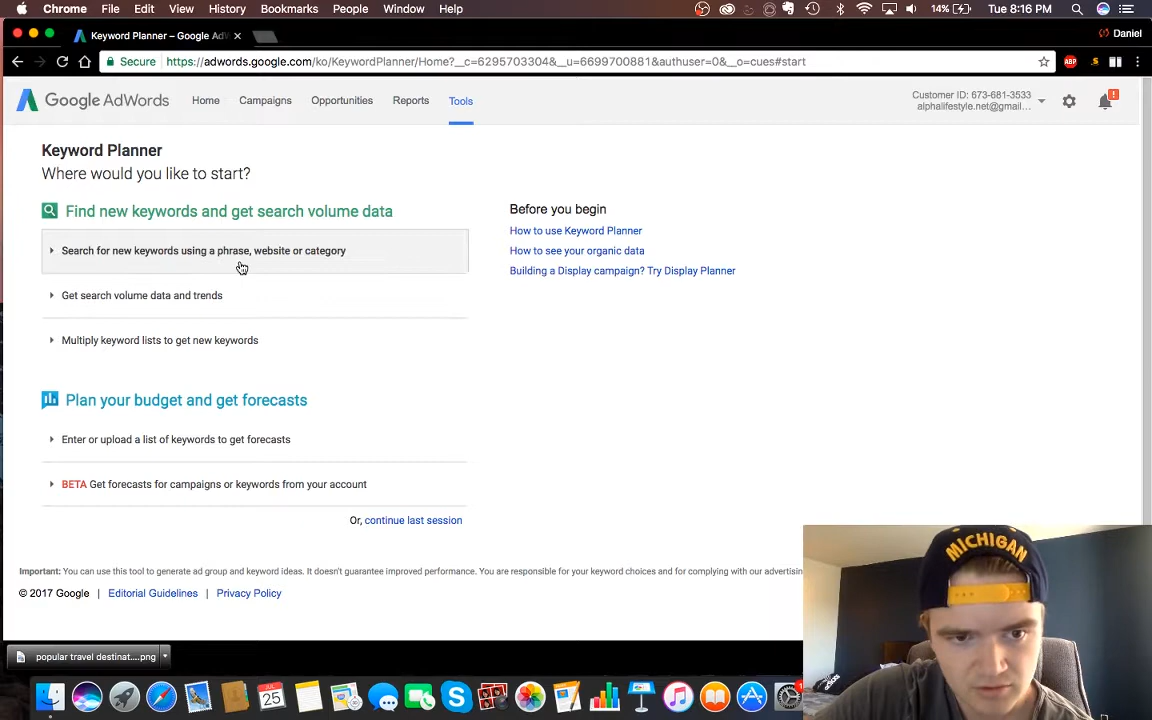 Chrome File Edit View History Bookmarks People Window Help 14% Tue 8:16 PM
Keyword Planner – Google AdW Daniel
Secure https://adwords.google.com/ko/KeywordPlanner/Home?__c=6295703304&__u=6699700881&authuser=0&__o=cues#start ABP
Google AdWords Home Campaigns Opportunities Reports Tools
Customer ID: 673-681-3533
alphalifestyle.net@gmail...
Keyword Planner
Where would you like to start?
Find new keywords and get search volume data
Search for new keywords using a phrase, website or category
Get search volume data and trends
Multiply keyword lists to get new keywords
Plan your budget and get forecasts
Enter or upload a list of keywords to get forecasts
BETA Get forecasts for campaigns or keywords from your account
Or, continue last session
Before you begin
How to use Keyword Planner
How to see your organic data
Building a Display campaign? Try Display Planner
Important: You can use this tool to generate ad group and keyword ideas. It doesn't guarantee improved performance. You are responsible for your keyword choices and for complying with our advertisin
© 2017 Google | Editorial Guidelines | Privacy Policy
MICHIGAN
popular travel destinat....png
JUL
25